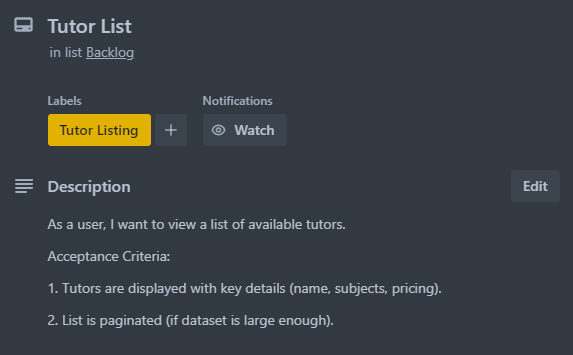 Tutor List
in list Backlog
Labels
Notifications
Tutor Listing
+
Watch
Description
Edit
As a user, I want to view a list of available tutors.
Acceptance Criteria:
1. Tutors are displayed with key details (name, subjects, pricing).
2. List is paginated (if dataset is large enough).